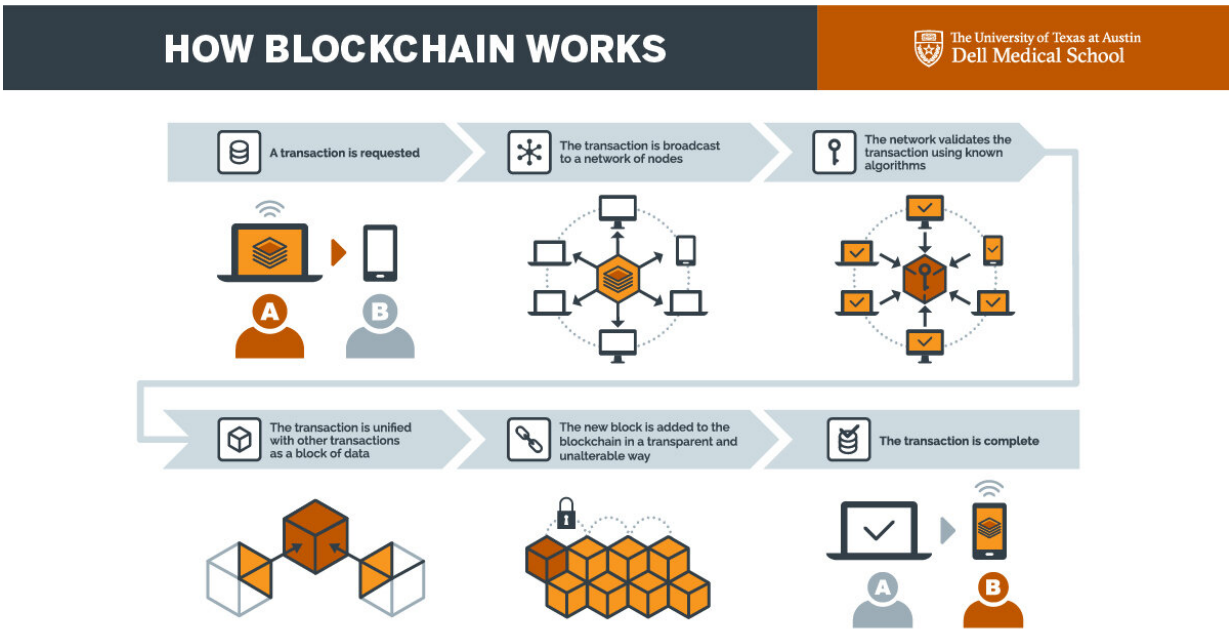 HOW BLOCKCHAIN WORKS
The University of Texas at Austin
Dell Medical School
A transaction is requested
The transaction is broadcast
to a network of nodes
The network validates the
transaction using known
algorithms
A
B
The transaction is unified
with other transactions
as a block of data
The new block is added to the
blockchain in a transparent and
unalterable way
The transaction is complete
A
B